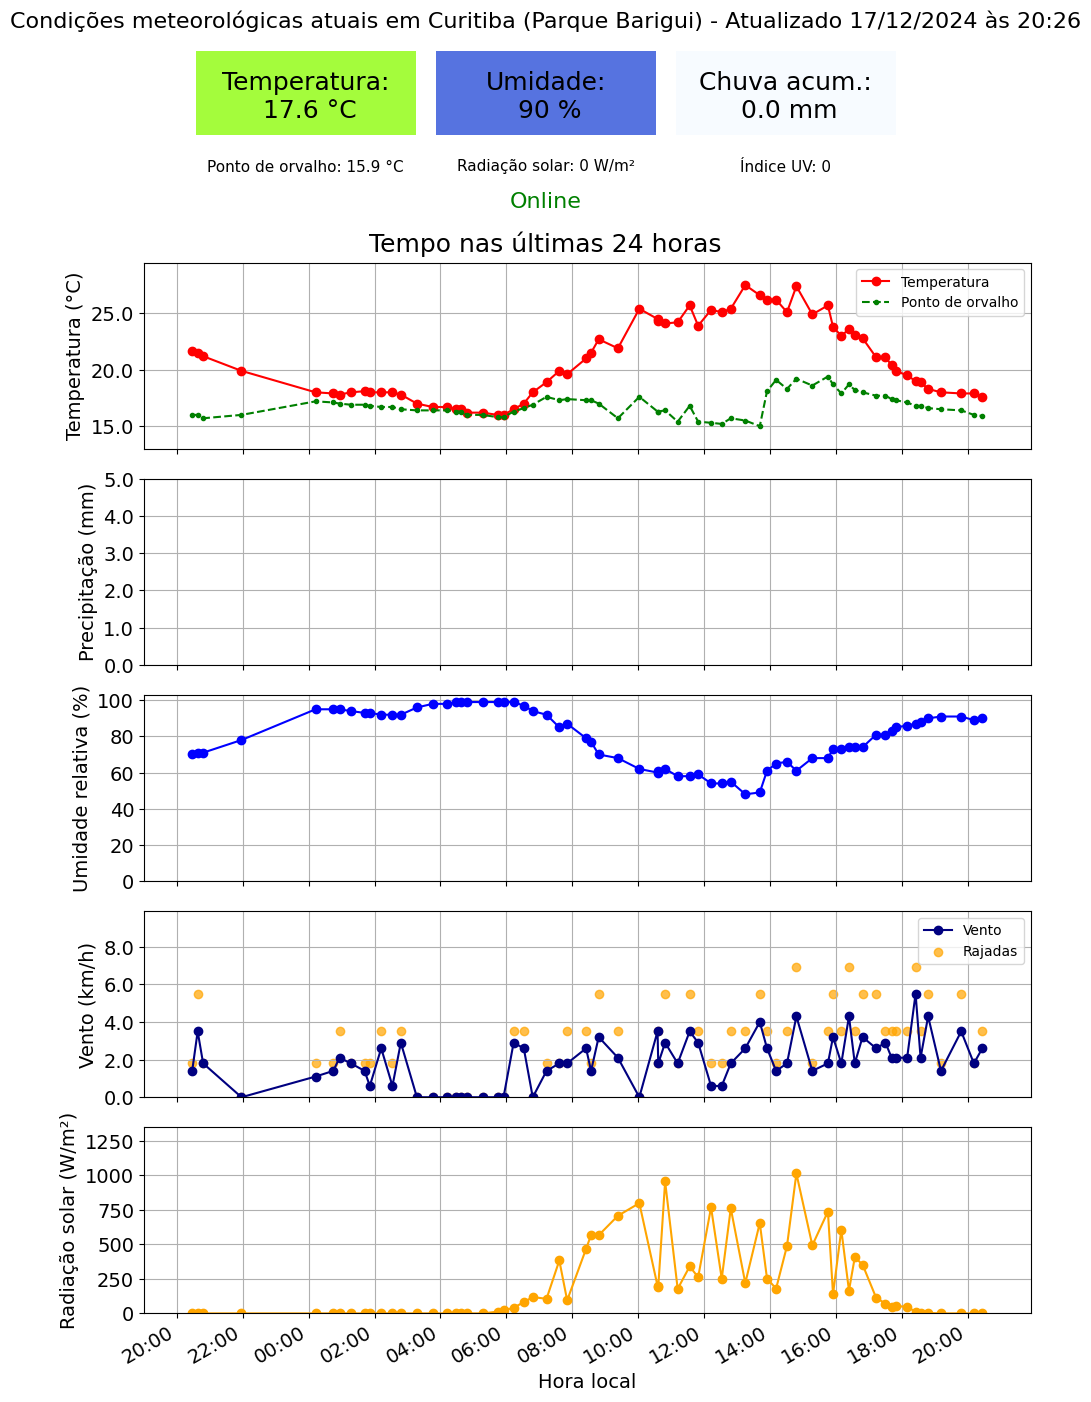 Condições meteorológicas atuais em Curitiba (Parque Barigui) - Atualizado 17/12/2024 às 20:26
Temperatura:
17.6 °C
Umidade:
90 %
Chuva acum.:
0.0 mm
Ponto de orvalho: 15.9 °C
Radiação solar: 0 W/m²
Índice UV: 0
Online
Tempo nas últimas 24 horas
Temperatura (°C)
25.0
20.0
15.0
Temperatura
Ponto de orvalho
Precipitação (mm)
5.0
4.0
3.0
2.0
1.0
0.0
Umidade relativa (%)
100
80
60
40
20
0
Vento (km/h)
8.0
6.0
4.0
2.0
0.0
Vento
Rajadas
Radiação solar (W/m²)
1250
1000
750
500
250
0
20:00
22:00
00:00
02:00
04:00
06:00
08:00
10:00
12:00
14:00
16:00
18:00
20:00
Hora local